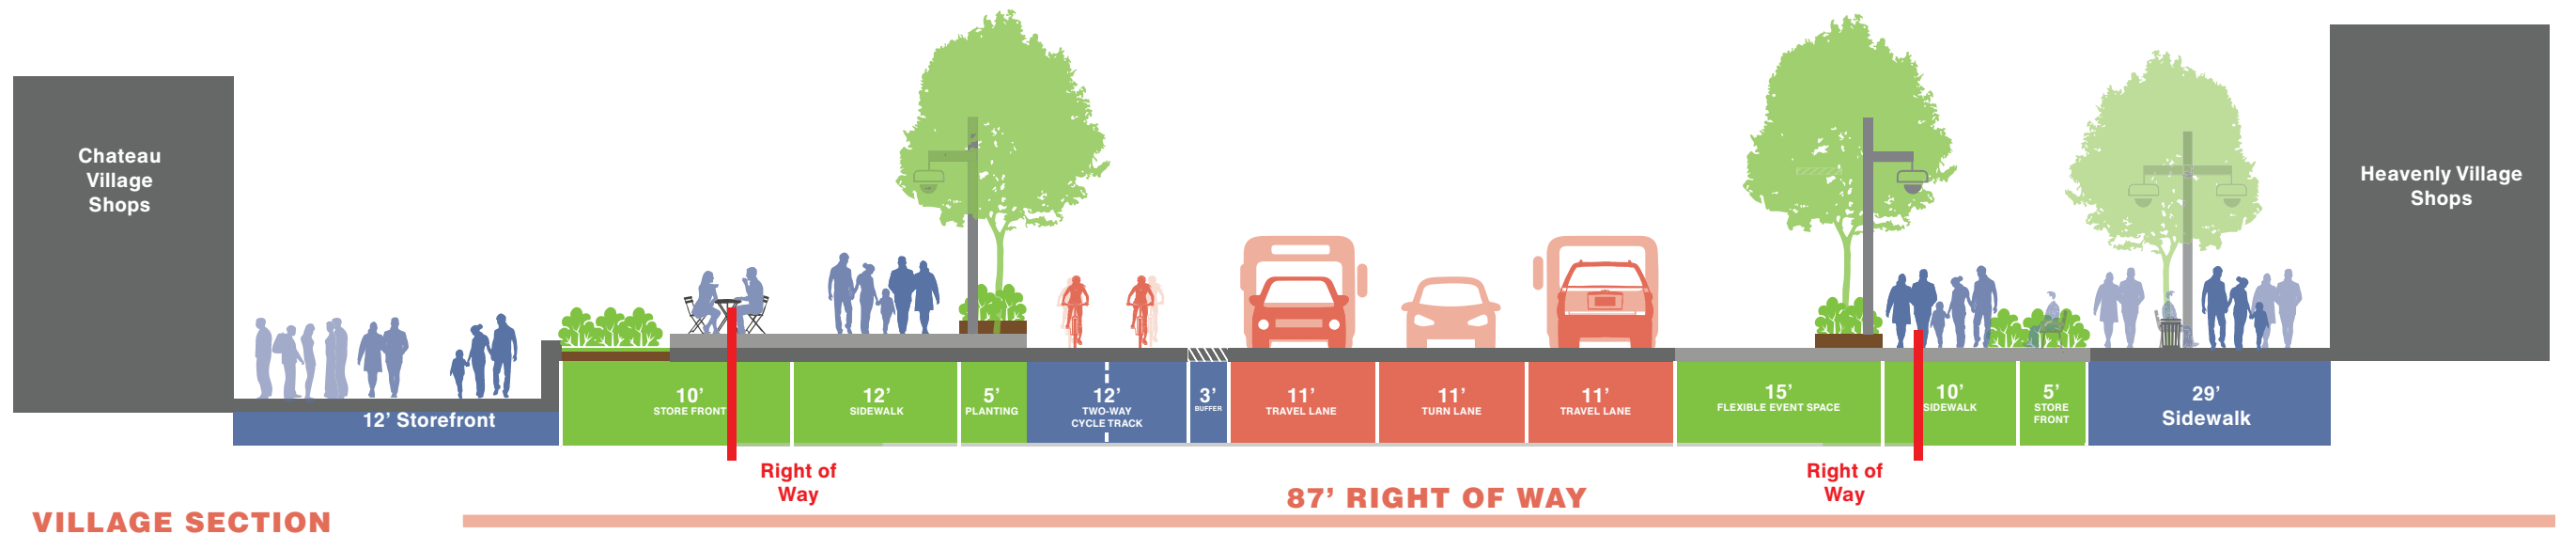 Chateau
Village
Shops
Heavenly Village
Shops
12’ Storefront
10’
STORE FRONT
12’
SIDEWALK
5’
PLANTING
12’
TWO-WAY
CYCLE TRACK
3’
BUFFER
11’
TRAVEL LANE
11’
TURN LANE
11’
TRAVEL LANE
15’
FLEXIBLE EVENT SPACE
10’
SIDEWALK
5’
STORE
FRONT
29’
Sidewalk
Right of
Way
Right of
Way
87’ RIGHT OF WAY
VILLAGE SECTION